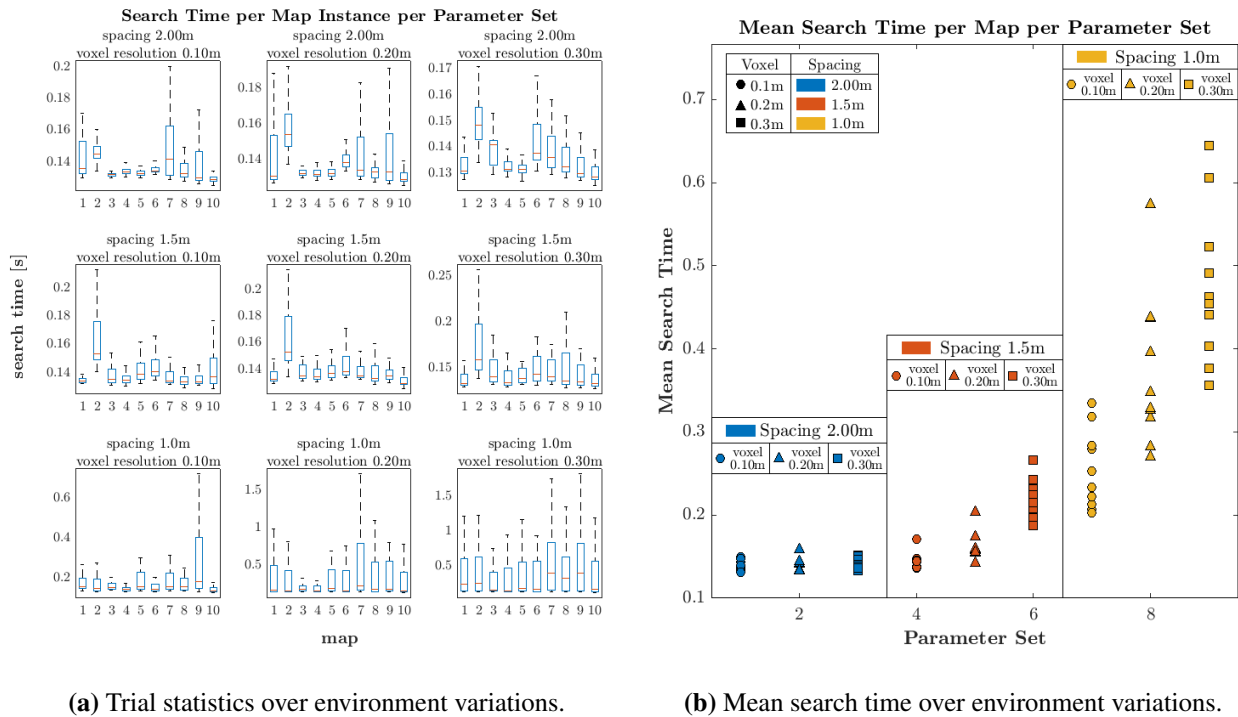 Search Time per Map Instance per Parameter Set
spacing 2.00m
voxel resolution 0.10m
0.2
0.16
0.14
1 2 3 4 5 6 7 8 9 10
spacing 2.00m
voxel resolution 0.20m
0.18
0.16
0.14
1 2 3 4 5 6 7 8 9 10
spacing 2.00m
voxel resolution 0.30m
0.17
0.15
0.14
0.13
1 2 3 4 5 6 7 8 9 10
search time [s]
spacing 1.5m
voxel resolution 0.10m
0.2
0.16
0.14
1 2 3 4 5 6 7 8 9 10
spacing 1.5m
voxel resolution 0.20m
0.2
0.18
0.16
0.14
1 2 3 4 5 6 7 8 9 10
spacing 1.5m
voxel resolution 0.30m
0.25
0.2
0.15
1 2 3 4 5 6 7 8 9 10
spacing 1.0m
voxel resolution 0.10m
0.6
0.4
0.2
1 2 3 4 5 6 7 8 9 10
spacing 1.0m
voxel resolution 0.20m
1.5
1
0.5
1 2 3 4 5 6 7 8 9 10
spacing 1.0m
voxel resolution 0.30m
1.5
1
0.5
1 2 3 4 5 6 7 8 9 10
map
(a) Trial statistics over environment variations.
Mean Search Time per Map per Parameter Set
Voxel Spacing
0.1m 2.00m
0.2m 1.5m
0.3m 1.0m
Spacing 1.0m
voxel 0.10m
voxel 0.20m
voxel 0.30m
Spacing 1.5m
voxel 0.10m
voxel 0.20m
voxel 0.30m
Spacing 2.00m
voxel 0.10m
voxel 0.20m
voxel 0.30m
Mean Search Time
0.7
0.6
0.5
0.4
0.3
0.2
0.1
2 4 6 8
Parameter Set
(b) Mean search time over environment variations.